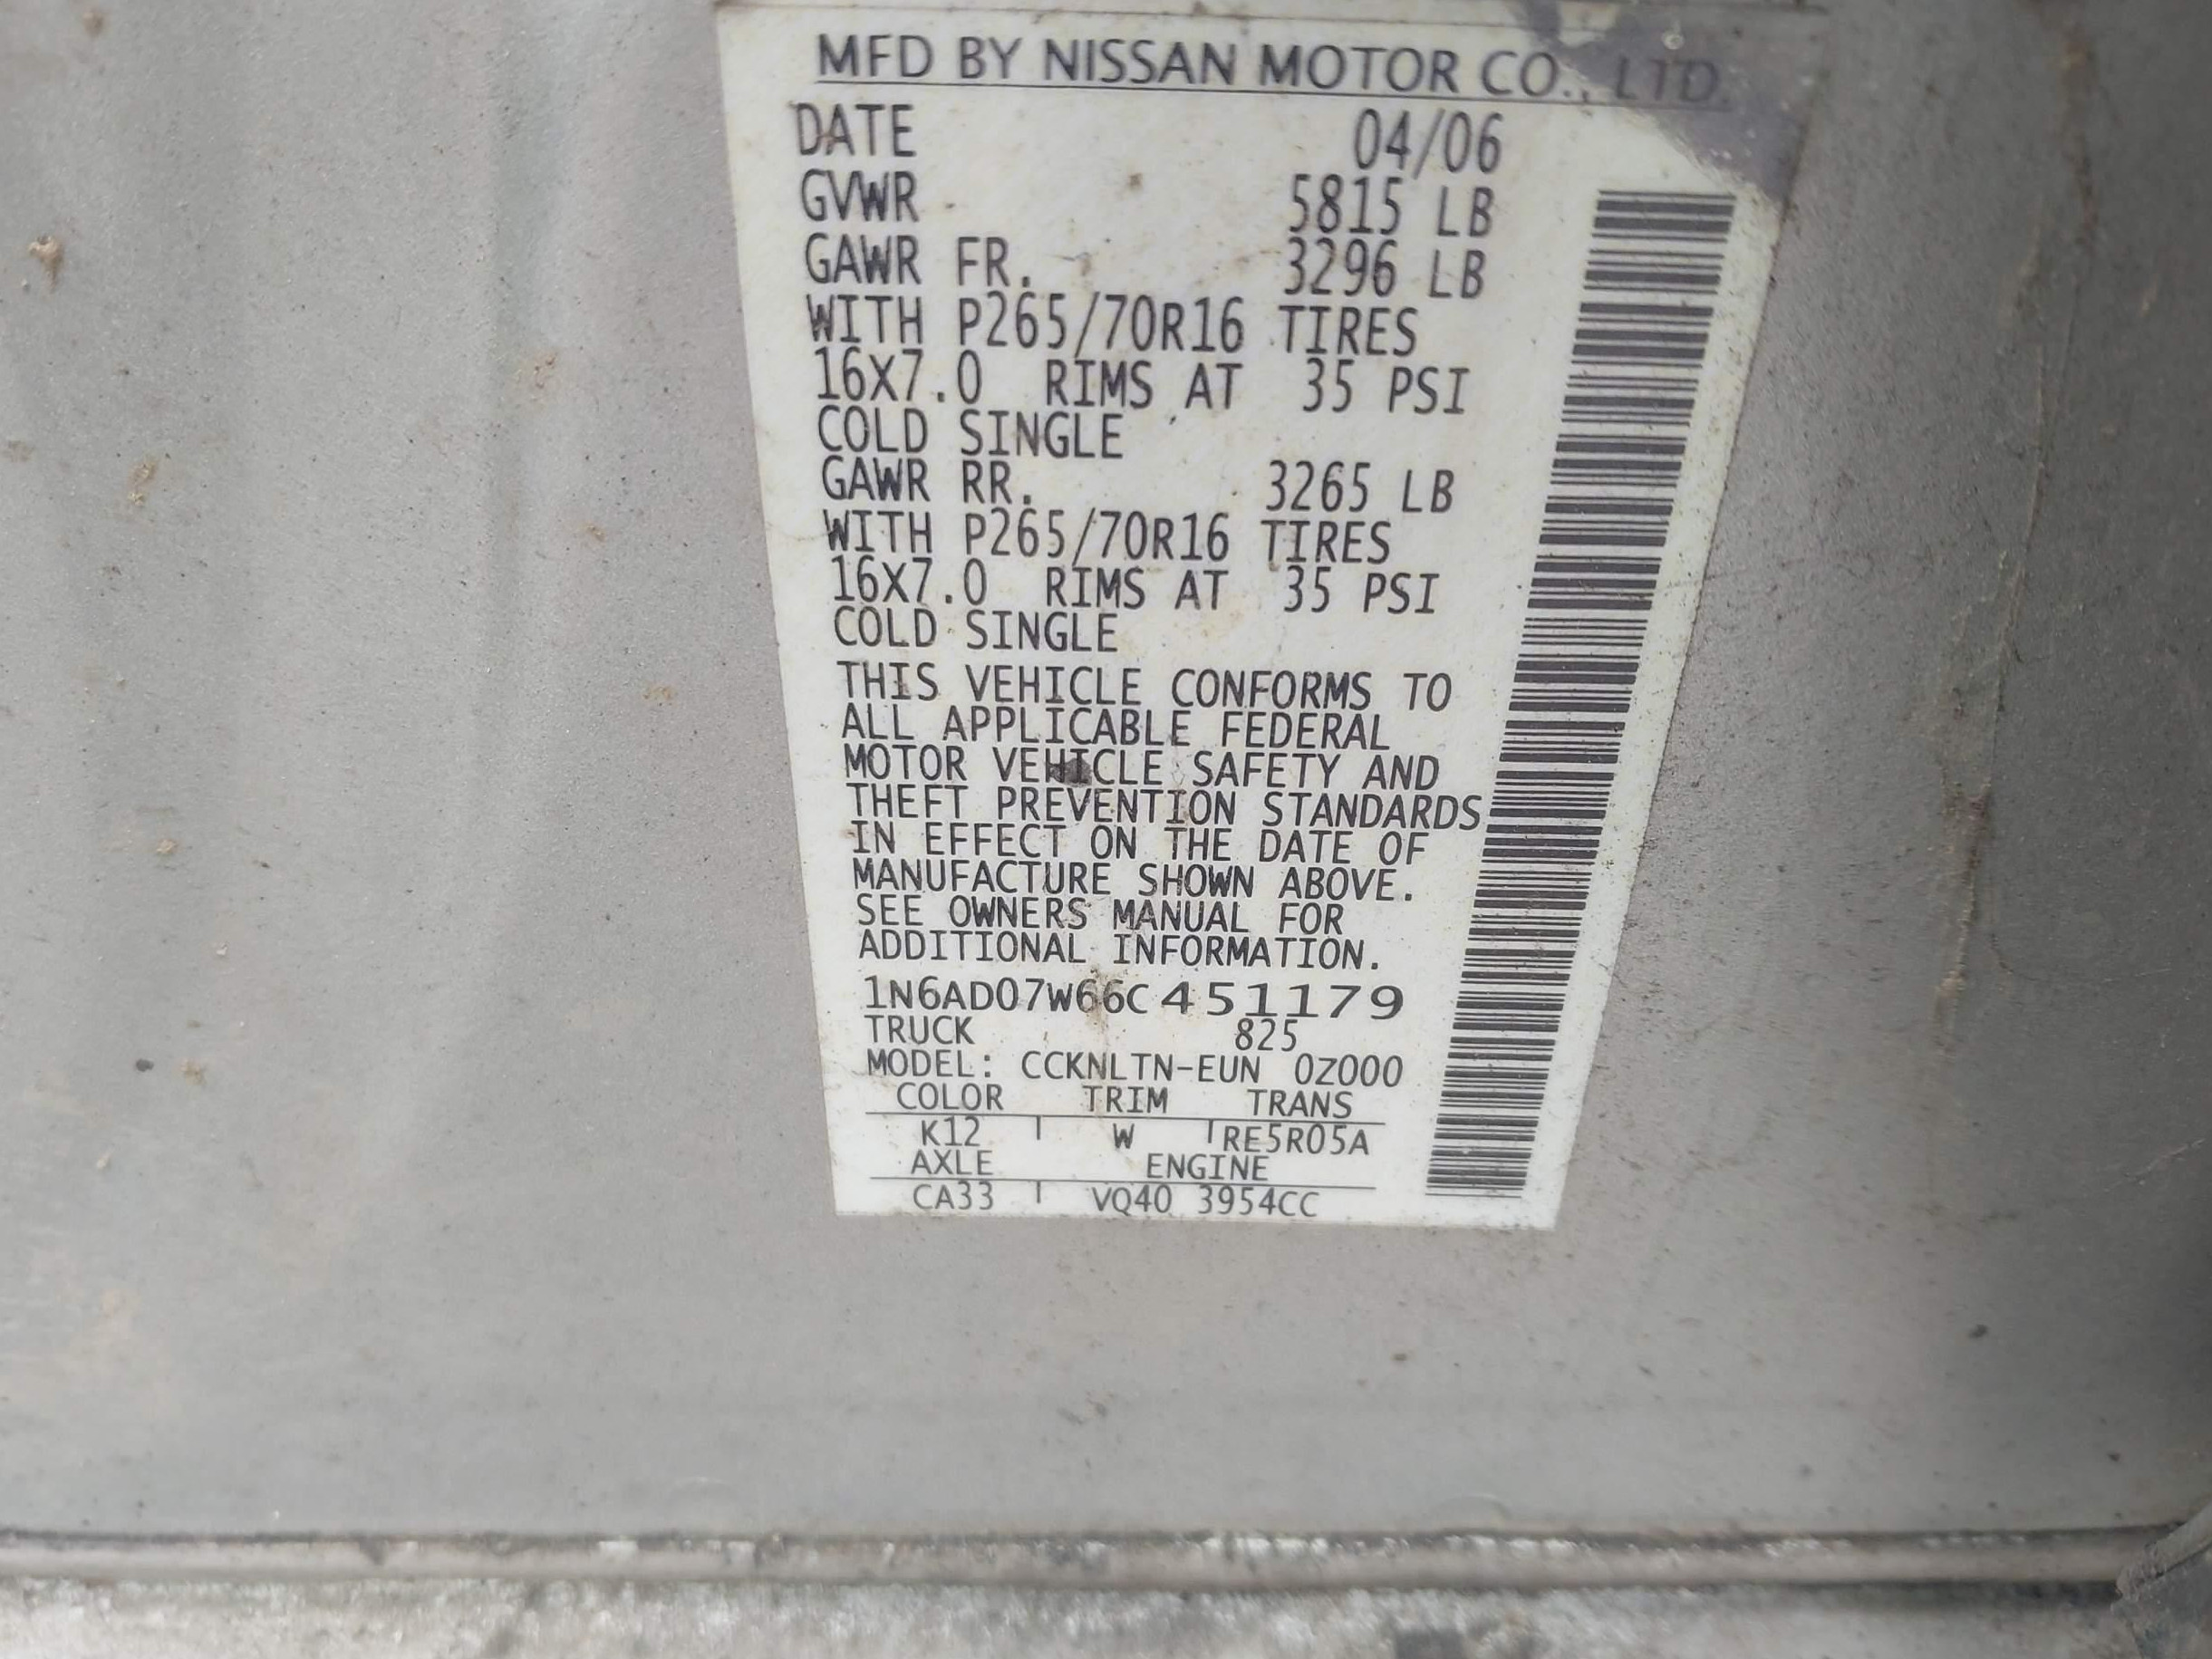 MFD BY NISSAN MOTOR CO., LTD.
DATE 04/06
GVWR 5815 LB
GAWR FR. 3296 LB
WITH P265/70R16 TIRES
16X7.0 RIMS AT 35 PSI
COLD SINGLE
GAWR RR. 3265 LB
WITH P265/70R16 TIRES
16X7.0 RIMS AT 35 PSI
COLD SINGLE
THIS VEHICLE CONFORMS TO
ALL APPLICABLE FEDERAL
MOTOR VEHICLE SAFETY AND
THEFT PREVENTION STANDARDS
IN EFFECT ON THE DATE OF
MANUFACTURE SHOWN ABOVE.
SEE OWNERS MANUAL FOR
ADDITIONAL INFORMATION.
1N6AD07W66C451179
TRUCK 825
MODEL: CCKNLTN-EUN 0Z000
COLOR TRIM TRANS
K12 W RE5R05A
AXLE ENGINE
CA33 VQ40 3954CC